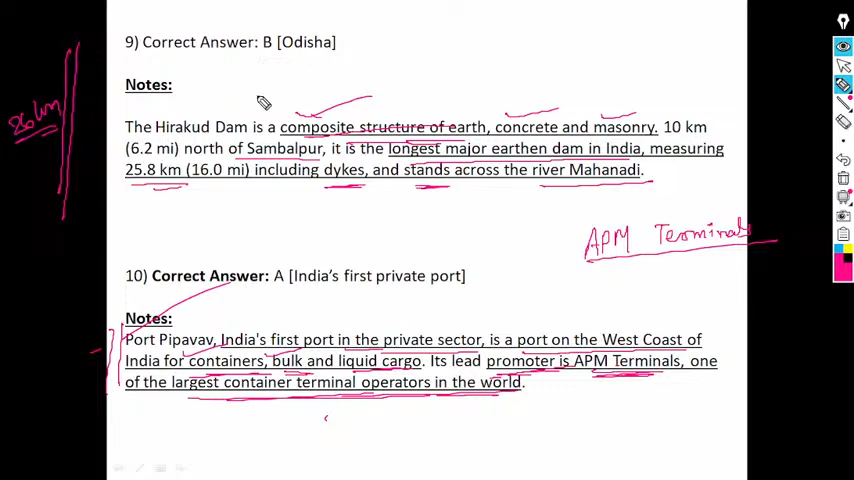 9) Correct Answer: B [Odisha]
Notes:
The Hirakud Dam is a composite structure of earth, concrete and masonry. 10 km
(6.2 mi) north of Sambalpur, it is the longest major earthen dam in India, measuring
25.8 km (16.0 mi) including dykes, and stands across the river Mahanadi.
APM Terminals
10) Correct Answer: A [India's first private port]
Notes:
Port Pipavav, India's first port in the private sector, is a port on the West Coast of
India for containers, bulk and liquid cargo. Its lead promoter is APM Terminals, one
of the largest container terminal operators in the world.